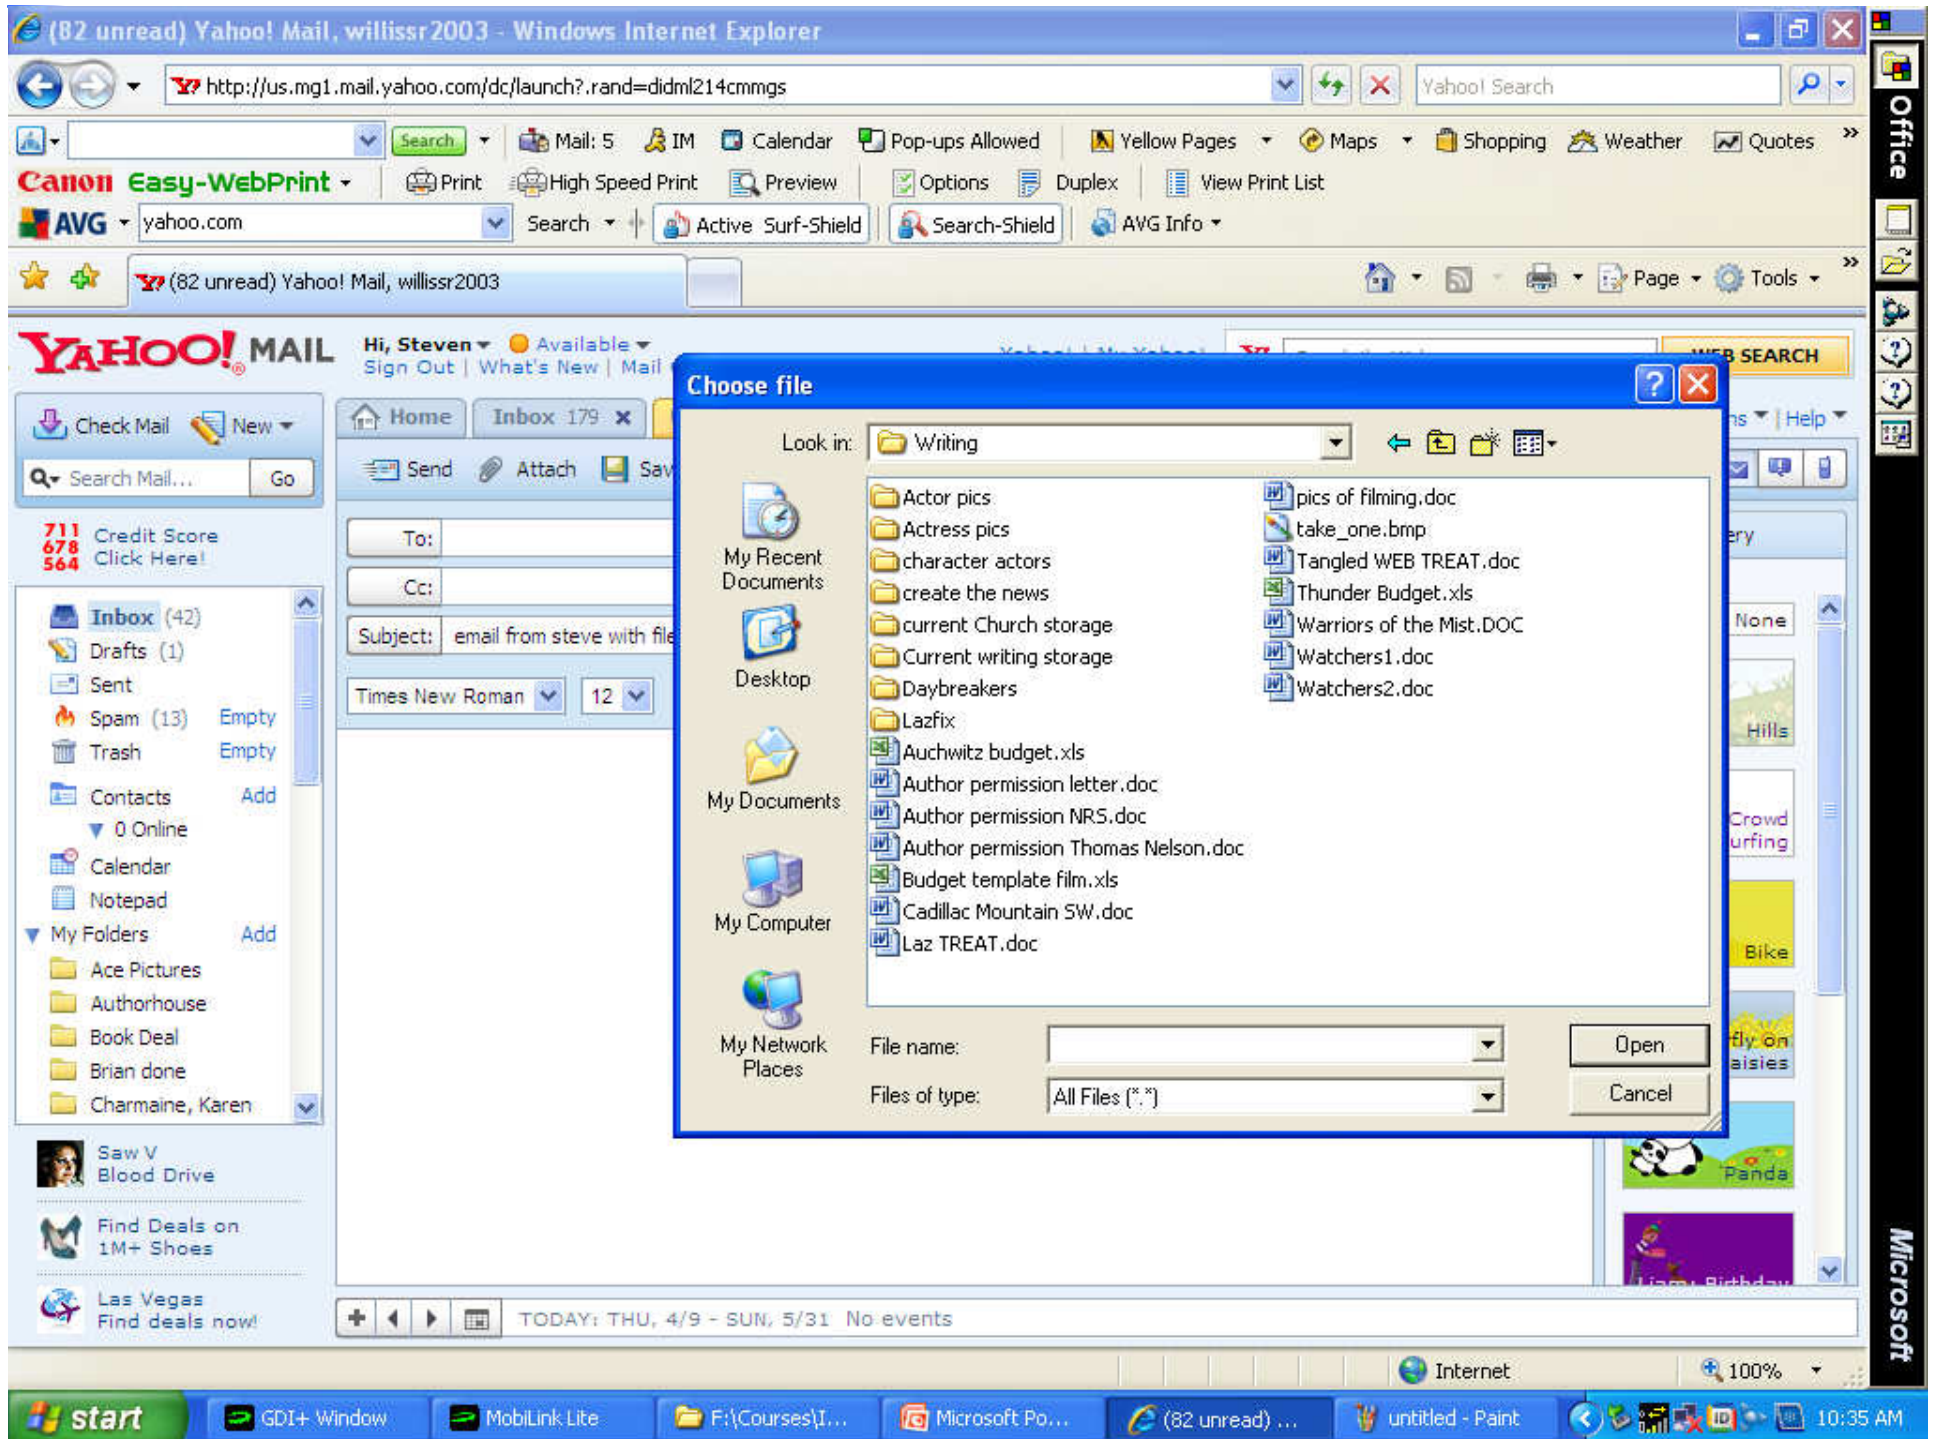 (82 unread) Yahoo! Mail, willissr2003 - Windows Internet Explorer
http://us.mg1.mail.yahoo.com/dc/launch?.rand=didml214cmmgs
Yahoo! Search
Search Mail: 5 IM Calendar Pop-ups Allowed Yellow Pages Maps Shopping Weather Quotes »
Canon Easy-WebPrint Print High Speed Print Preview Options Duplex View Print List
AVG yahoo.com Search Active Surf-Shield Search-Shield AVG Info
(82 unread) Yahoo! Mail, willissr2003
Page Tools »
YAHOO! MAIL
Hi, Steven Available
Sign Out | What's New | Mail
WEB SEARCH
Help
Check Mail New
Search Mail... Go
Home Inbox 179
Send Attach Sav
To:
Cc:
Subject: email from steve with file
Times New Roman 12
711
678
564
Credit Score
Click Here!
Inbox (42)
Drafts (1)
Sent
Spam (13) Empty
Trash Empty
Contacts Add
0 Online
Calendar
Notepad
My Folders Add
Ace Pictures
Authorhouse
Book Deal
Brian done
Charmaine, Karen
Saw V
Blood Drive
Find Deals on
1M+ Shoes
Las Vegas
Find deals now!
Choose file
Look in: Writing
My Recent
Documents
Desktop
My Documents
My Computer
My Network
Places
Actor pics
Actress pics
character actors
create the news
current Church storage
Current writing storage
Daybreakers
Lazfix
Auchwitz budget.xls
Author permission letter.doc
Author permission NRS.doc
Author permission Thomas Nelson.doc
Budget template film.xls
Cadillac Mountain SW.doc
Laz TREAT.doc
pics of filming.doc
take_one.bmp
Tangled WEB TREAT.doc
Thunder Budget.xls
Warriors of the Mist.DOC
Watchers1.doc
Watchers2.doc
File name:
Open
Files of type: All Files (*.*)
Cancel
ery
None
Hills
Crowd
urfing
Bike
fly on
aisies
Panda
TODAY: THU, 4/9 - SUN, 5/31 No events
Internet 100%
start GDI+ Window MobiLink Lite F:\Courses\I... Microsoft Po... (82 unread) ... untitled - Paint 10:35 AM
Office
Microsoft